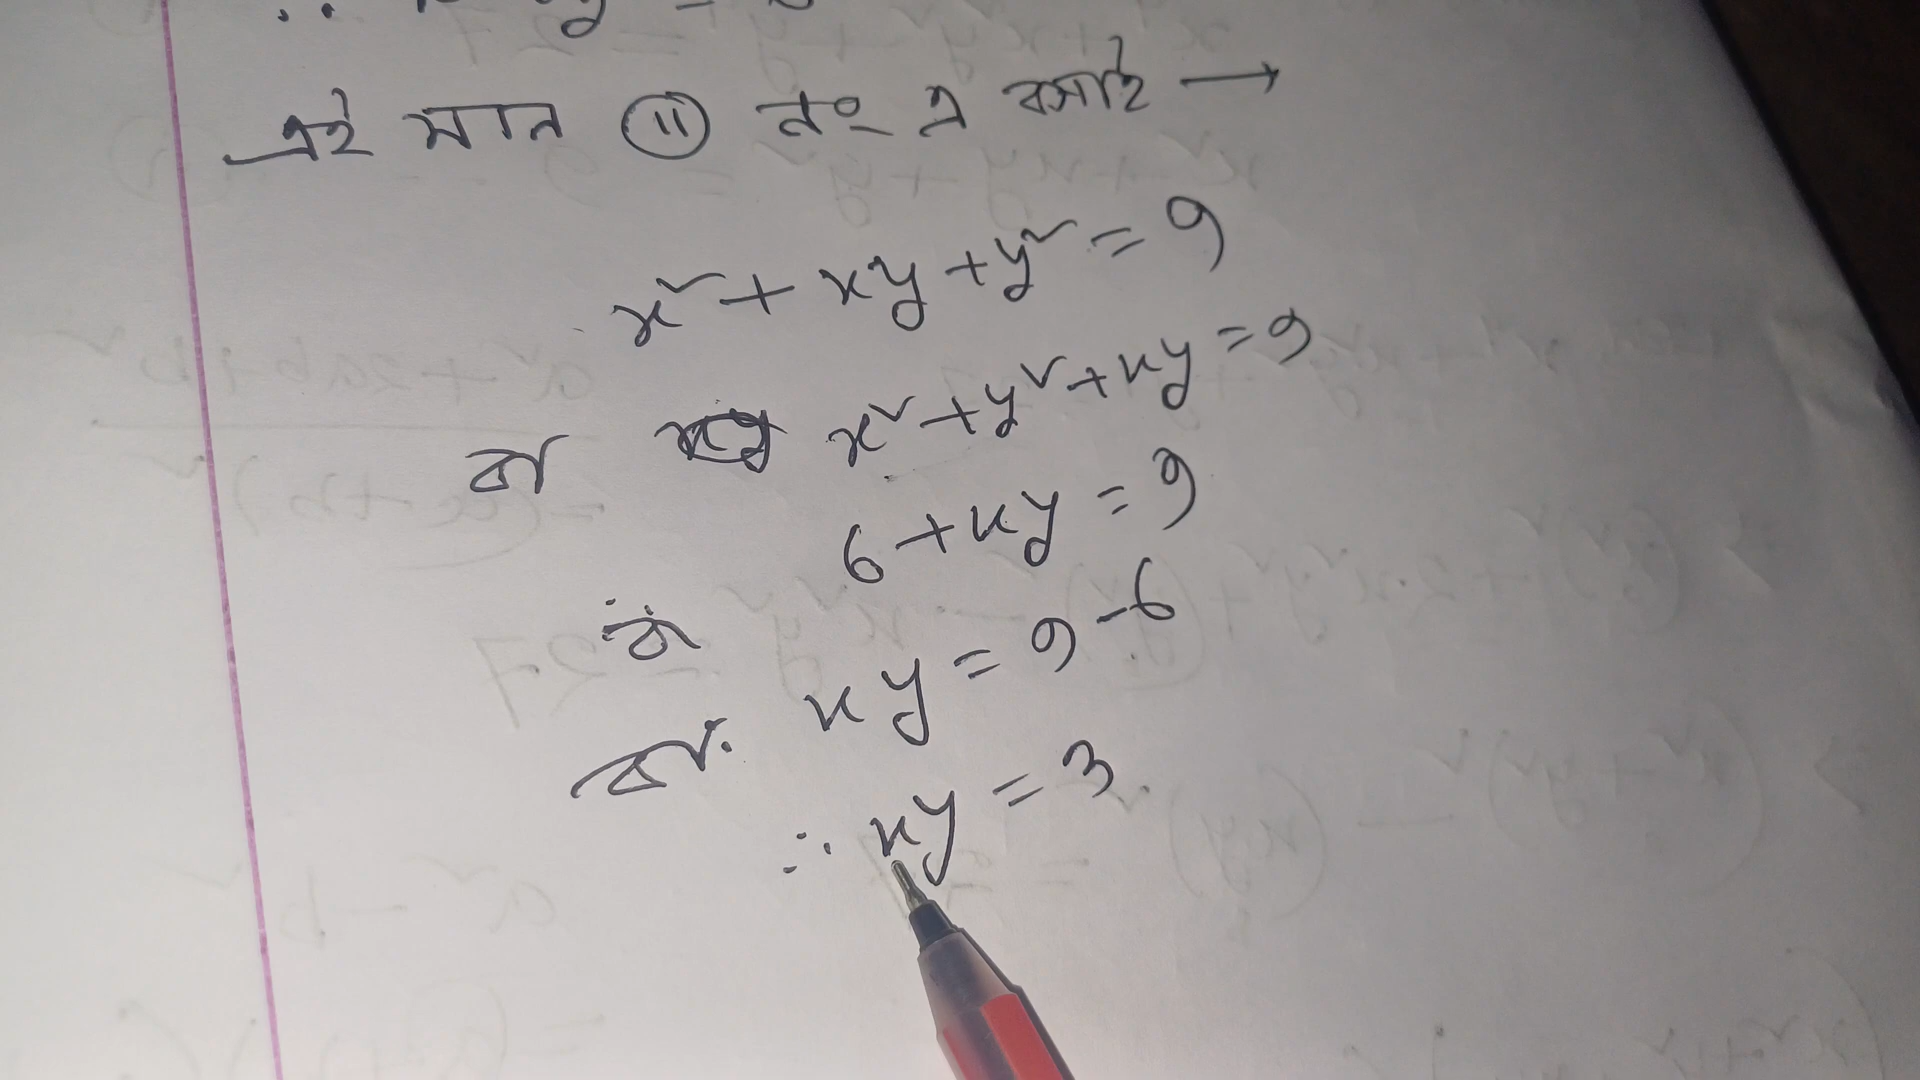 এই মান (ii) নং এ বসাই →
x² + xy + y² = 9
বা x² + y² + xy = 9
6 + xy = 9
বা xy = 9 - 6
বা
∴ xy = 3